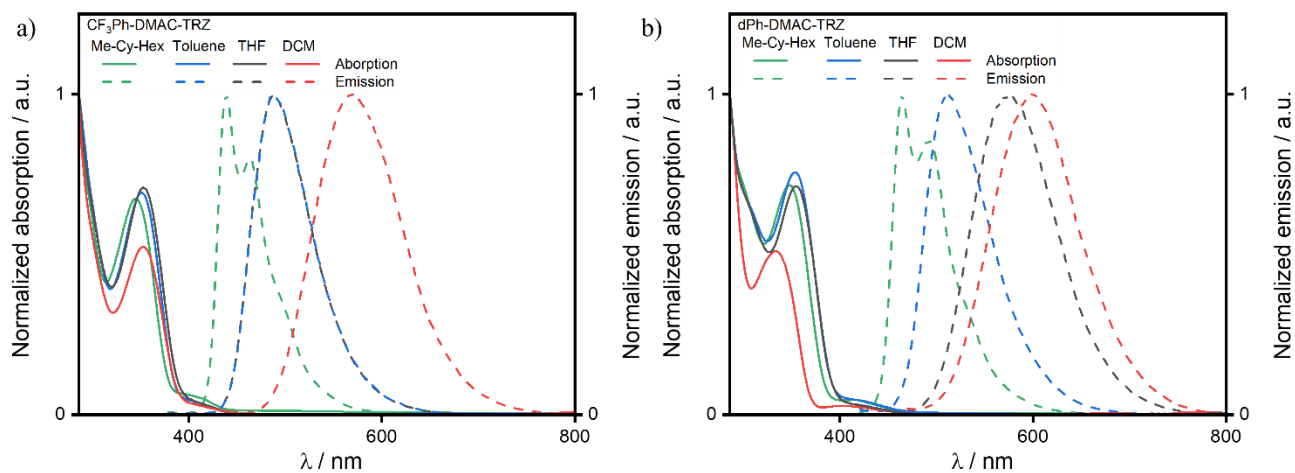 a)
CF₃Ph-DMAC-TRZ
Me-Cy-Hex Toluene THF DCM
Aborption
Emission
1
0
Normalized absorption / a.u.
400 600 800
λ / nm
1
0
Normalized emission / a.u.
b)
dPh-DMAC-TRZ
Me-Cy-Hex Toluene THF DCM
Absorption
Emission
1
0
Normalized absorption / a.u.
400 600 800
λ / nm
1
0
Normalized emission / a.u.